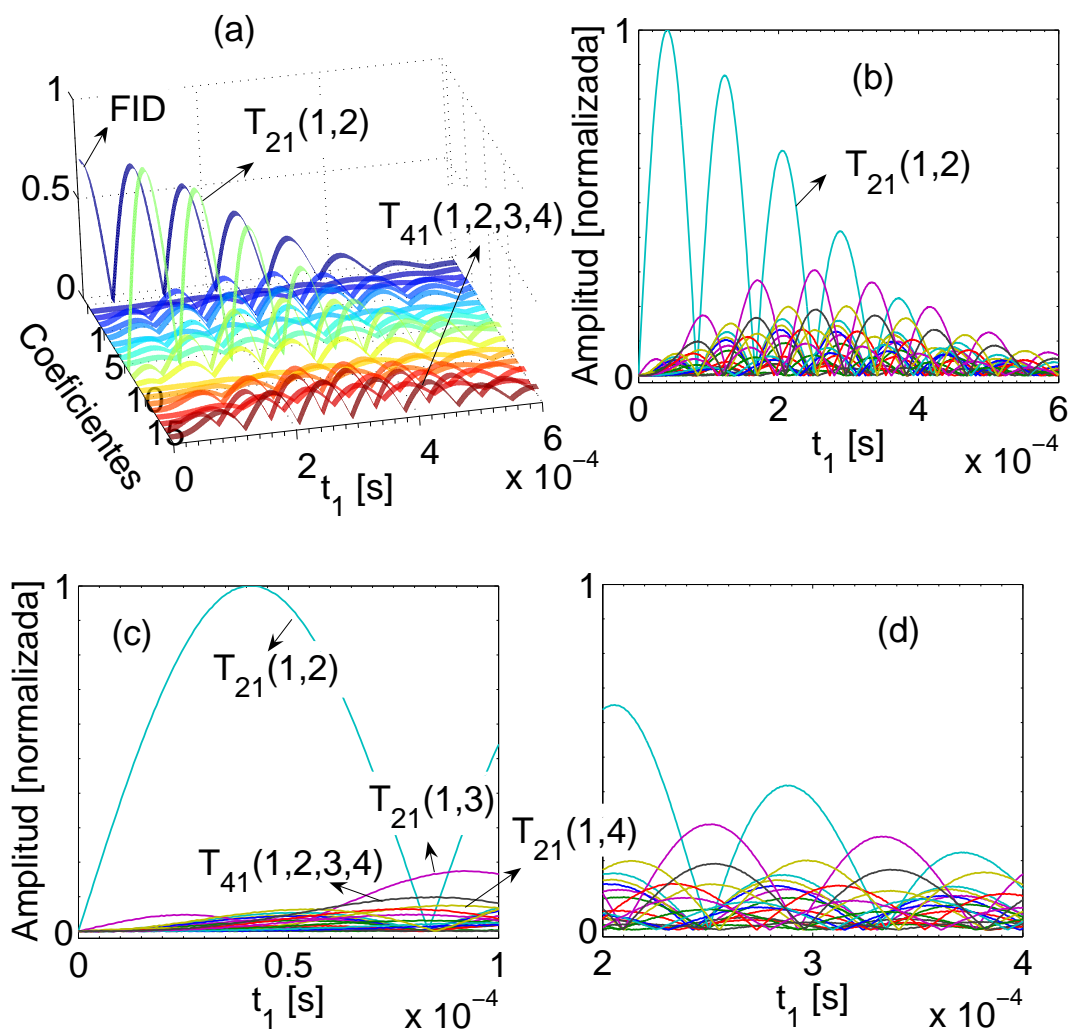 (a)
1
FID
T21(1,2)
0.5
T41(1,2,3,4)
0
1
5
10
15
Coeficientes
0
2
4
6
t1 [s]
x 10−4
(b)
1
T21(1,2)
Amplitud [normalizada]
0
0
2
4
6
t1 [s]
x 10−4
(c)
1
T21(1,2)
Amplitud [normalizada]
T21(1,3)
T41(1,2,3,4)
T21(1,4)
0
0
0.5
1
t1 [s]
x 10−4
(d)
1
Amplitud [normalizada]
0
2
3
4
t1 [s]
x 10−4